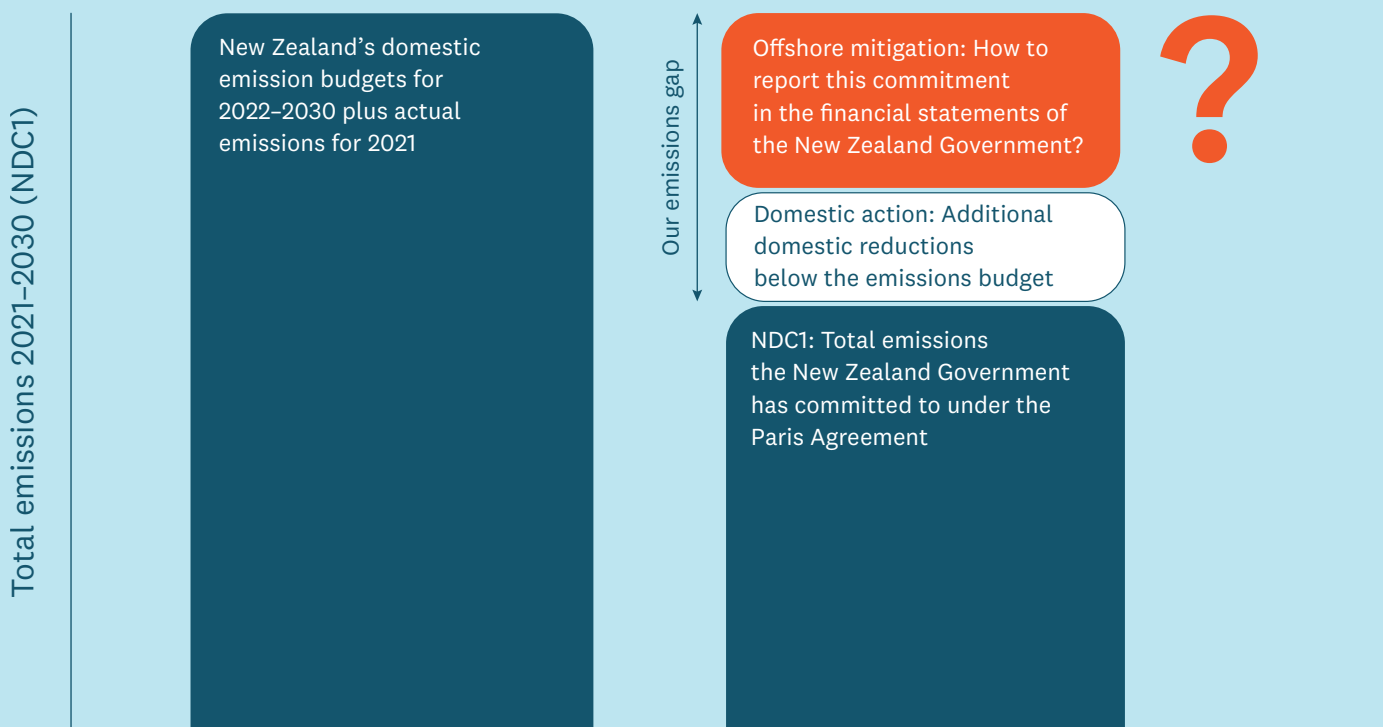 Total emissions 2021–2030 (NDC1)
New Zealand’s domestic
emission budgets for
2022–2030 plus actual
emissions for 2021
Our emissions gap
Offshore mitigation: How to
report this commitment
in the financial statements of
the New Zealand Government?
?
Domestic action: Additional
domestic reductions
below the emissions budget
NDC1: Total emissions
the New Zealand Government
has committed to under the
Paris Agreement